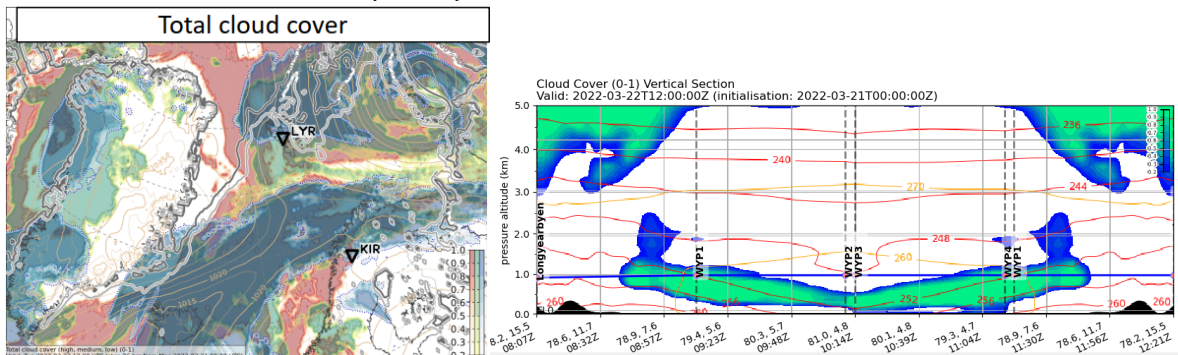 Total cloud cover
LYR
KIR
1020
1020
1015
1.0
0.9
0.8
0.7
0.6
0.5
0.4
0.3
0.2
Total cloud cover (high, medium, low) (0-1)
Cloud Cover (0-1) Vertical Section
Valid: 2022-03-22T12:00:00Z (initialisation: 2022-03-21T00:00:00Z)
pressure altitude (km)
5.0
4.0
3.0
2.0
1.0
0.0
Longyearbyen
WYP1
WYP2
WYP3
WYP4
WYP1
236
240
244
270
248
260
252
256
256
260
260
260
8.2, 15.5
08:07Z
78.6, 11.7
08:32Z
78.9, 7.6
08:57Z
79.4, 5.6
09:23Z
80.3, 5.7
09:48Z
81.0, 4.8
10:14Z
80.1, 4.8
10:39Z
79.3, 4.7
11:04Z
78.9, 7.6
11:30Z
78.6, 11.7
11:56Z
78.2, 15.5
12:21Z